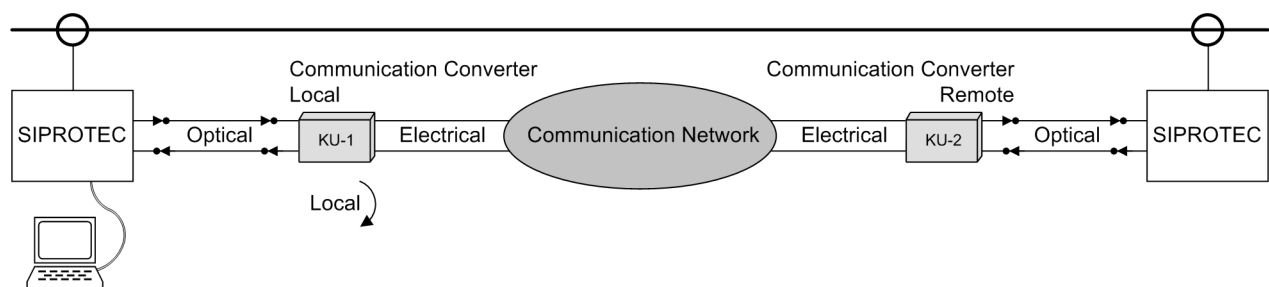 Communication Converter
Local
Communication Converter
Remote
SIPROTEC
Optical
KU-1
Electrical
Communication Network
Electrical
KU-2
Optical
SIPROTEC
Local